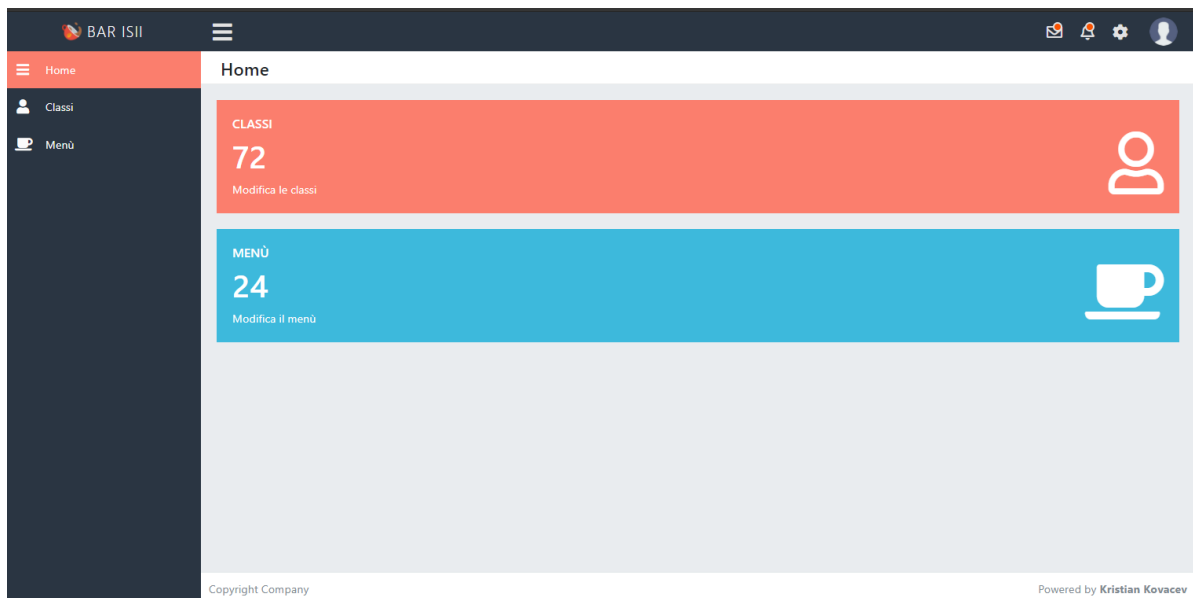 BAR ISII
Home
Classi
Menù
Home
CLASSI
72
Modifica le classi
MENÙ
24
Modifica il menù
Copyright Company
Powered by Kristian Kovacev